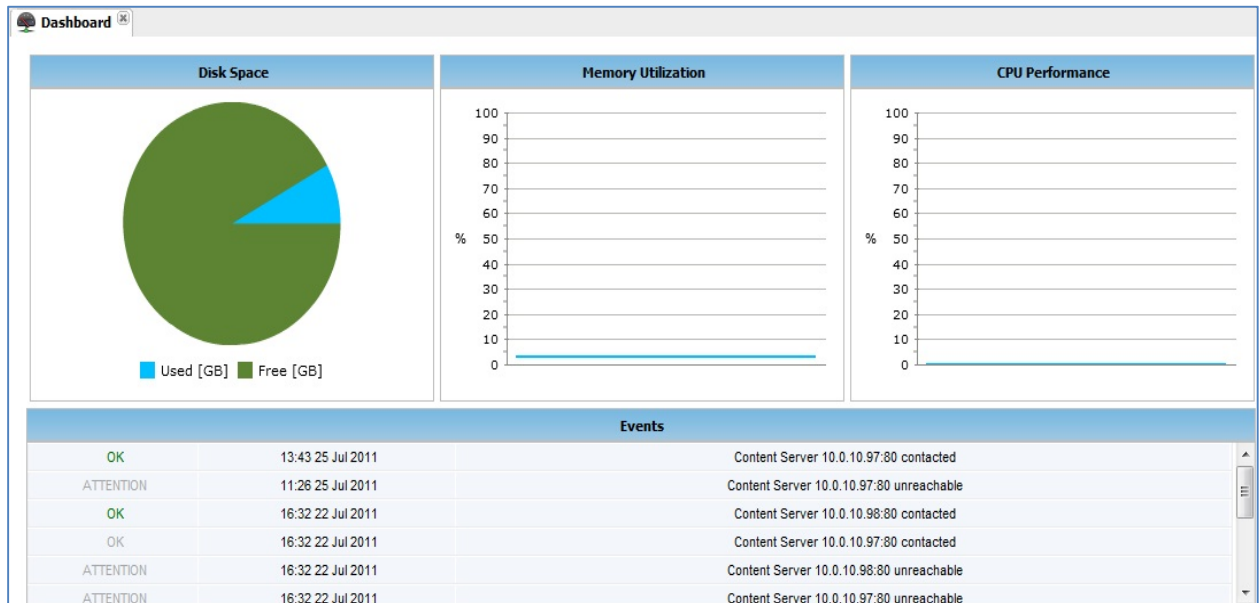 Dashboard
Disk Space
Used [GB] Free [GB]
Memory Utilization
100
90
80
70
60
% 50
40
30
20
10
0
CPU Performance
100
90
80
70
60
% 50
40
30
20
10
0
Events
OK 13:43 25 Jul 2011 Content Server 10.0.10.97:80 contacted
ATTENTION 11:26 25 Jul 2011 Content Server 10.0.10.97:80 unreachable
OK 16:32 22 Jul 2011 Content Server 10.0.10.98:80 contacted
OK 16:32 22 Jul 2011 Content Server 10.0.10.97:80 contacted
ATTENTION 16:32 22 Jul 2011 Content Server 10.0.10.98:80 unreachable
ATTENTION 16:32 22 Jul 2011 Content Server 10.0.10.97:80 unreachable